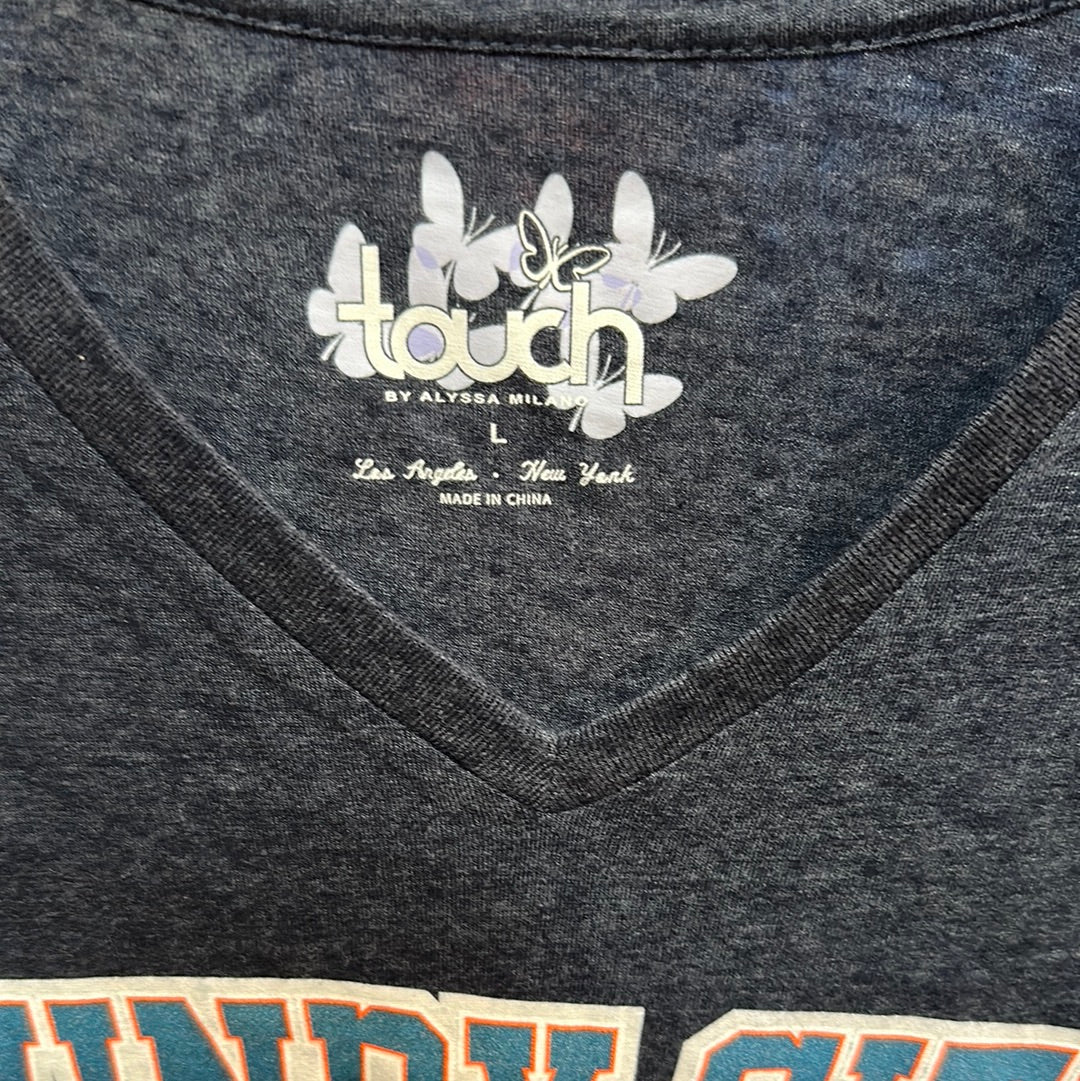 touch
BY ALYSSA MILANO
L
Los Angeles · New York
MADE IN CHINA